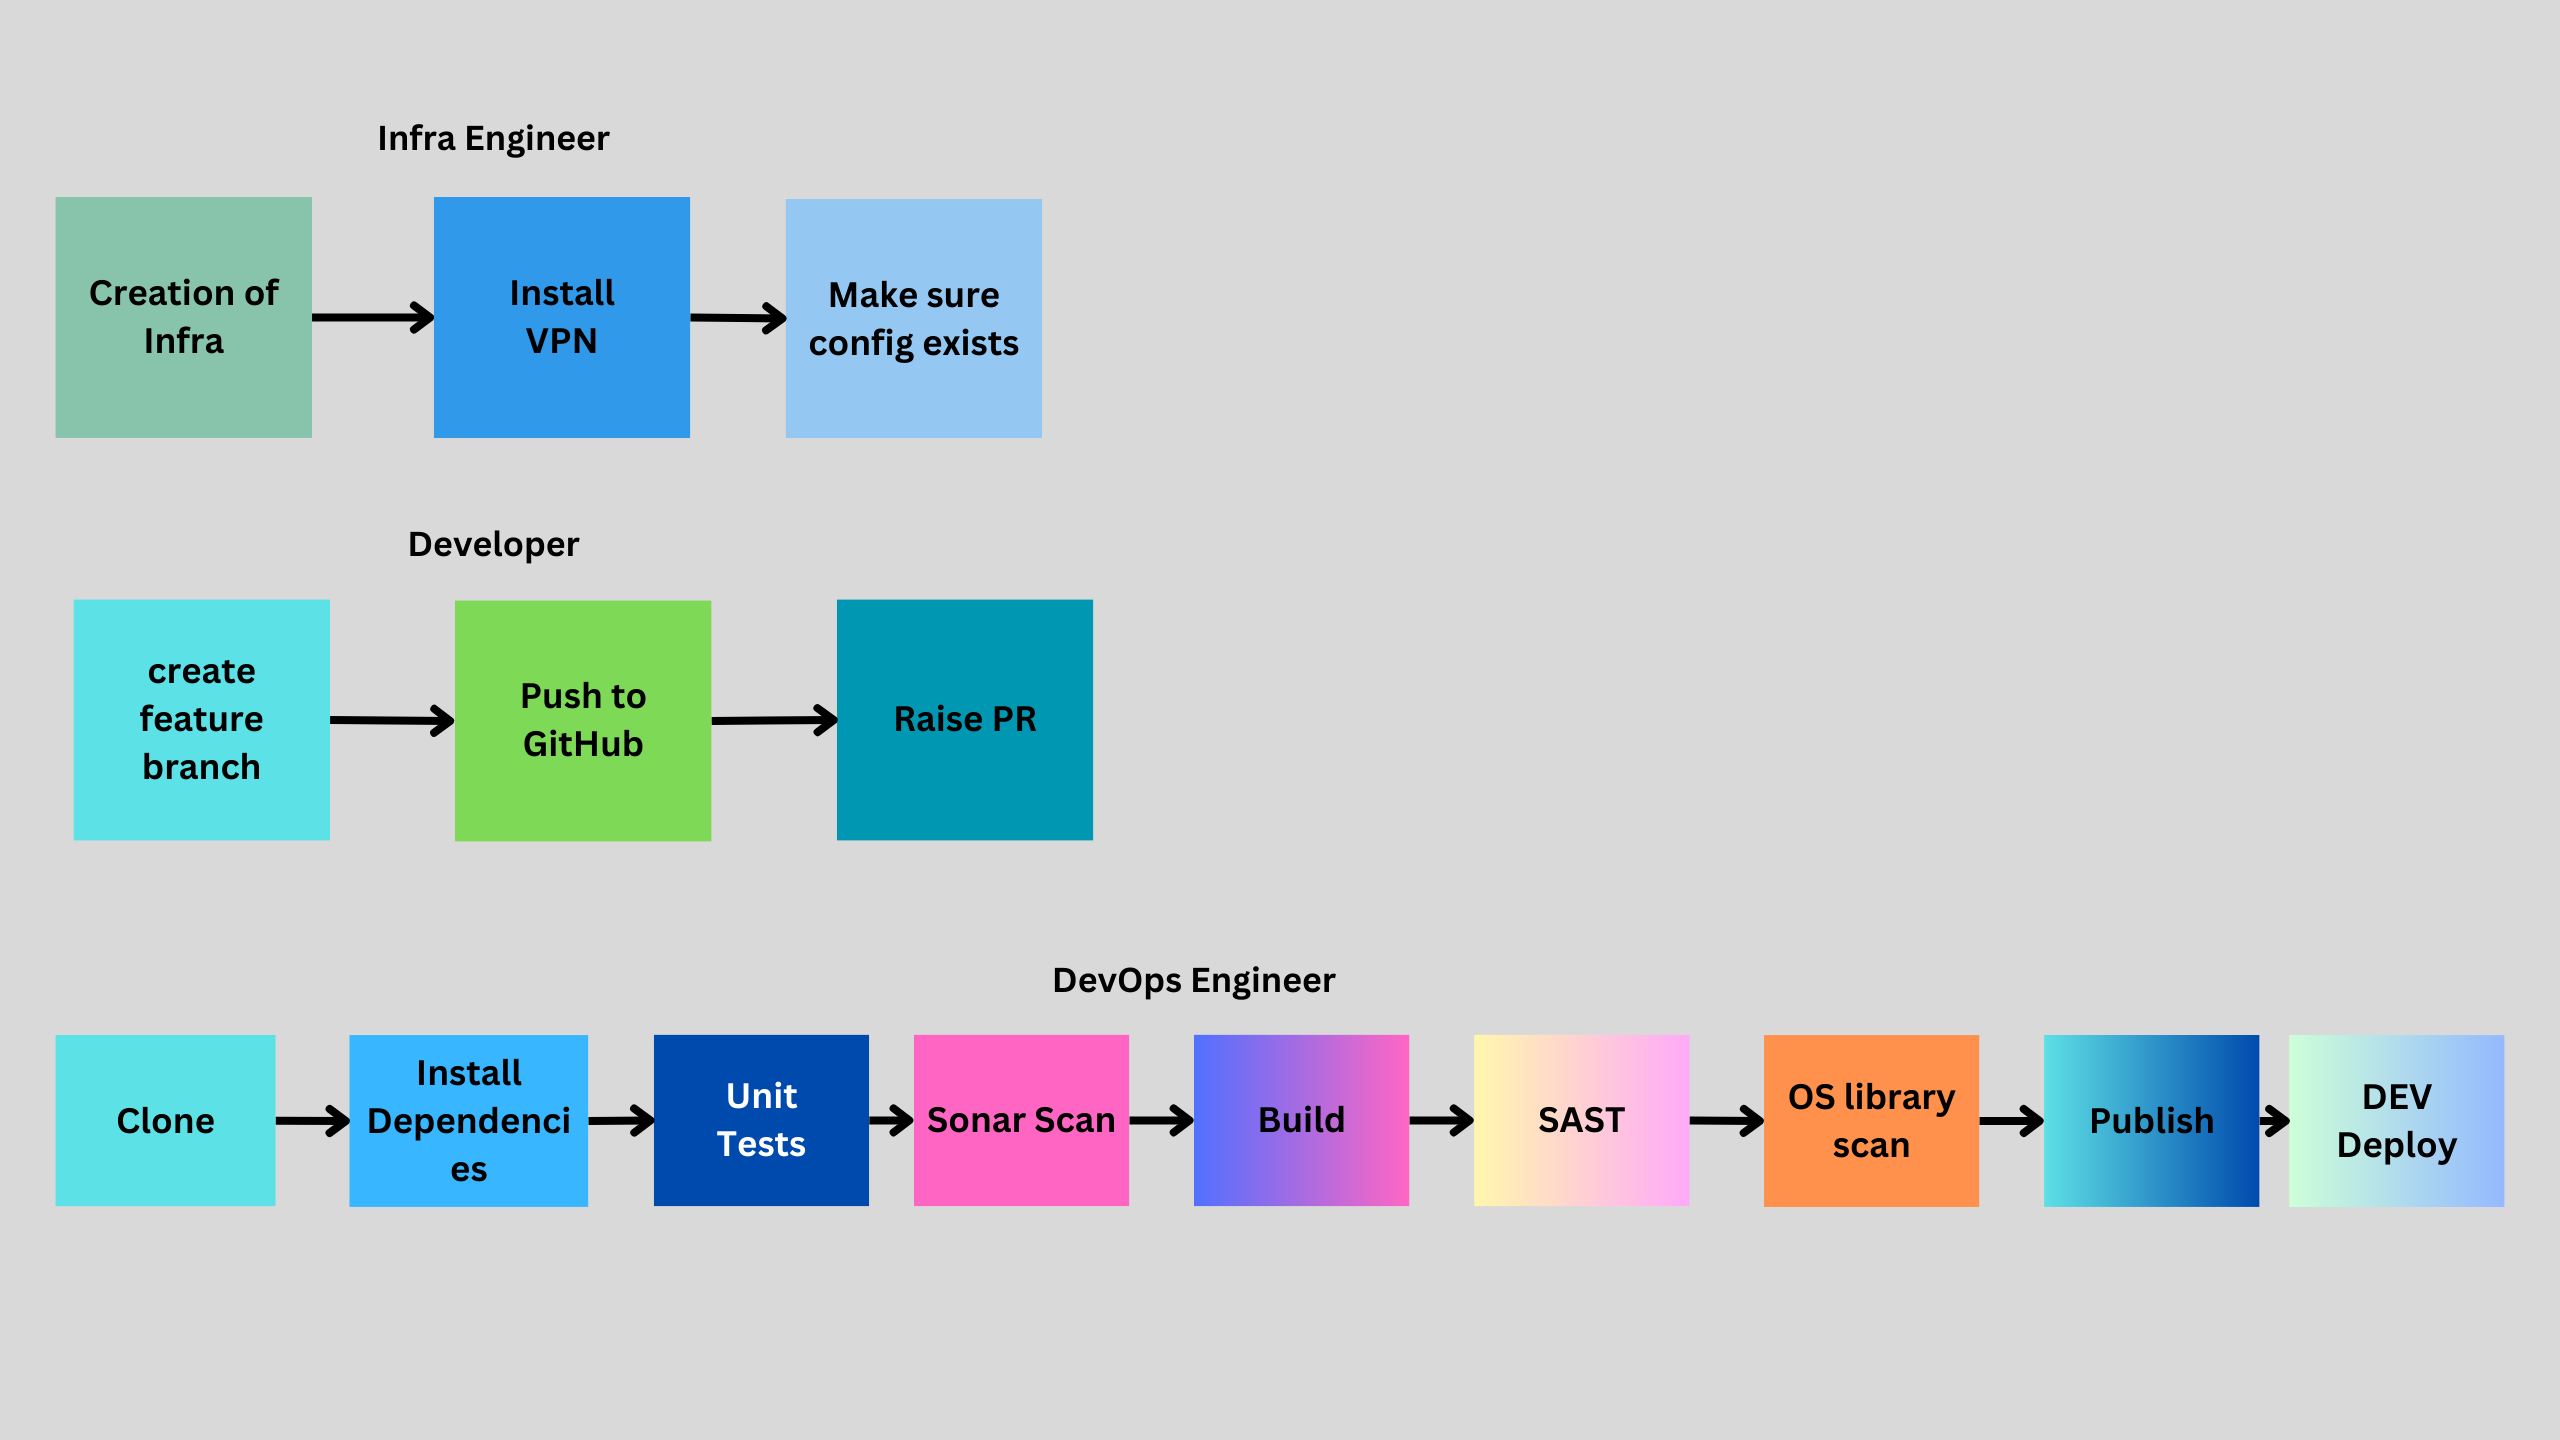 Infra Engineer
Creation of
Infra
Install
VPN
Make sure
config exists
Developer
create
feature
branch
Push to
GitHub
Raise PR
DevOps Engineer
Clone
Install
Dependenci
es
Unit
Tests
Sonar Scan
Build
SAST
OS library
scan
Publish
DEV
Deploy